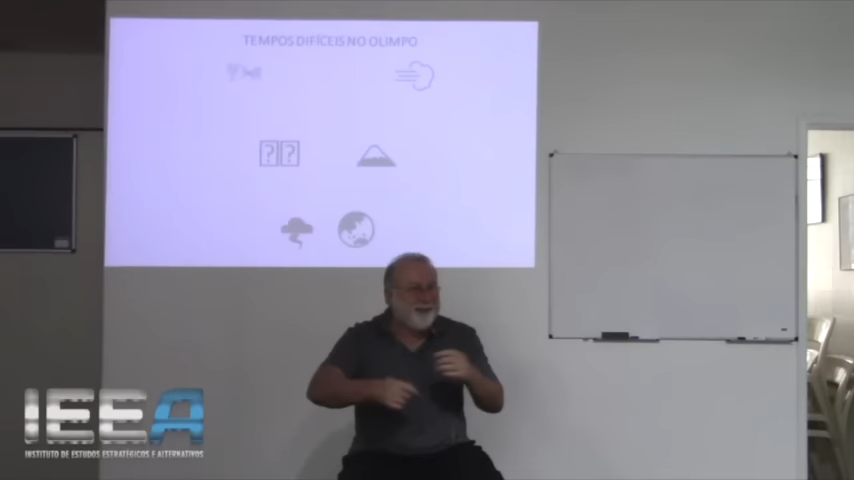 TEMPOS DIFÍCEIS NO OLIMPO
IEEA
INSTITUTO DE ESTUDOS ESTRATÉGICOS E ALTERNATIVOS